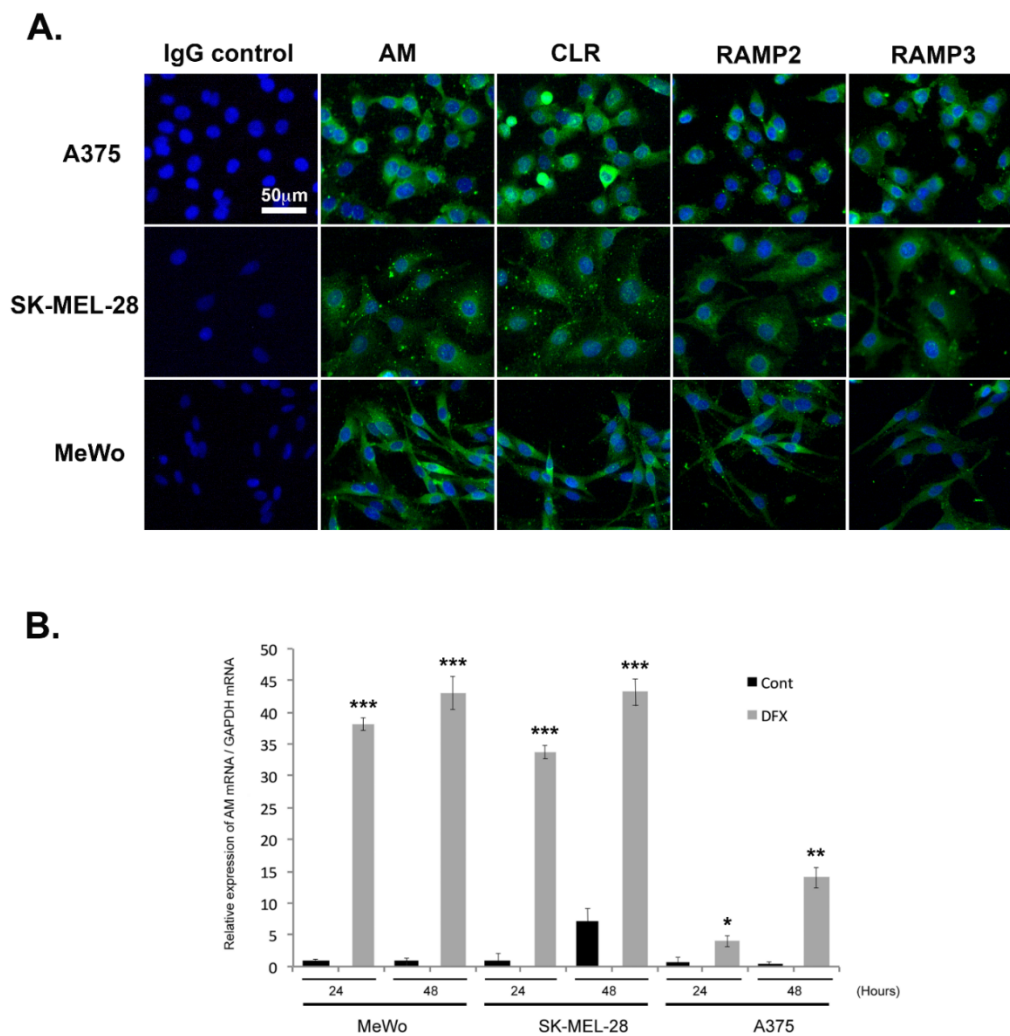 A.
IgG control AM CLR RAMP2 RAMP3
A375
50μm
SK-MEL-28
MeWo
B.
Relative expression of AM mRNA / GAPDH mRNA
50
45
40
35
30
25
20
15
10
5
0
*** *** *** *** * **
Cont
DFX
24 48 24 48 24 48 (Hours)
MeWo SK-MEL-28 A375